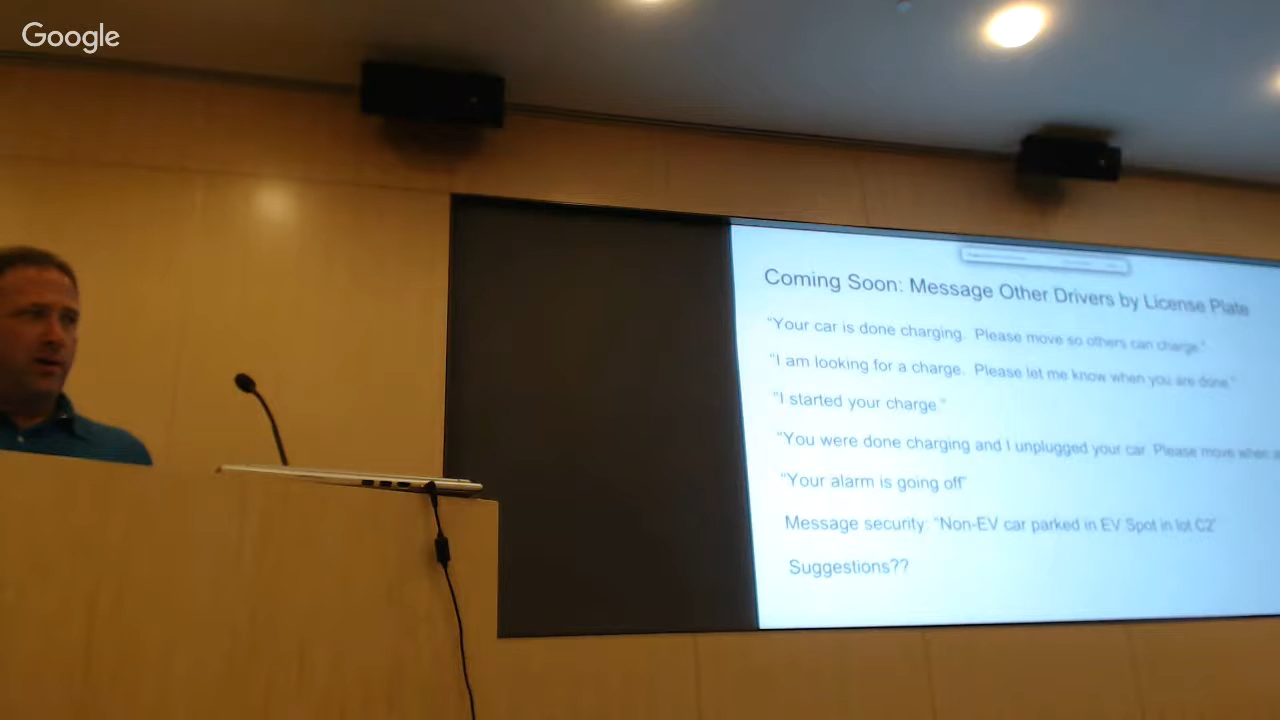 Google
Coming Soon: Message Other Drivers by License Plate
"Your car is done charging. Please move so others can charge."
"I am looking for a charge. Please let me know when you are done."
"I started your charge."
"You were done charging and I unplugged your car. Please move when
"Your alarm is going off"
Message security: "Non-EV car parked in EV Spot in lot C2"
Suggestions??